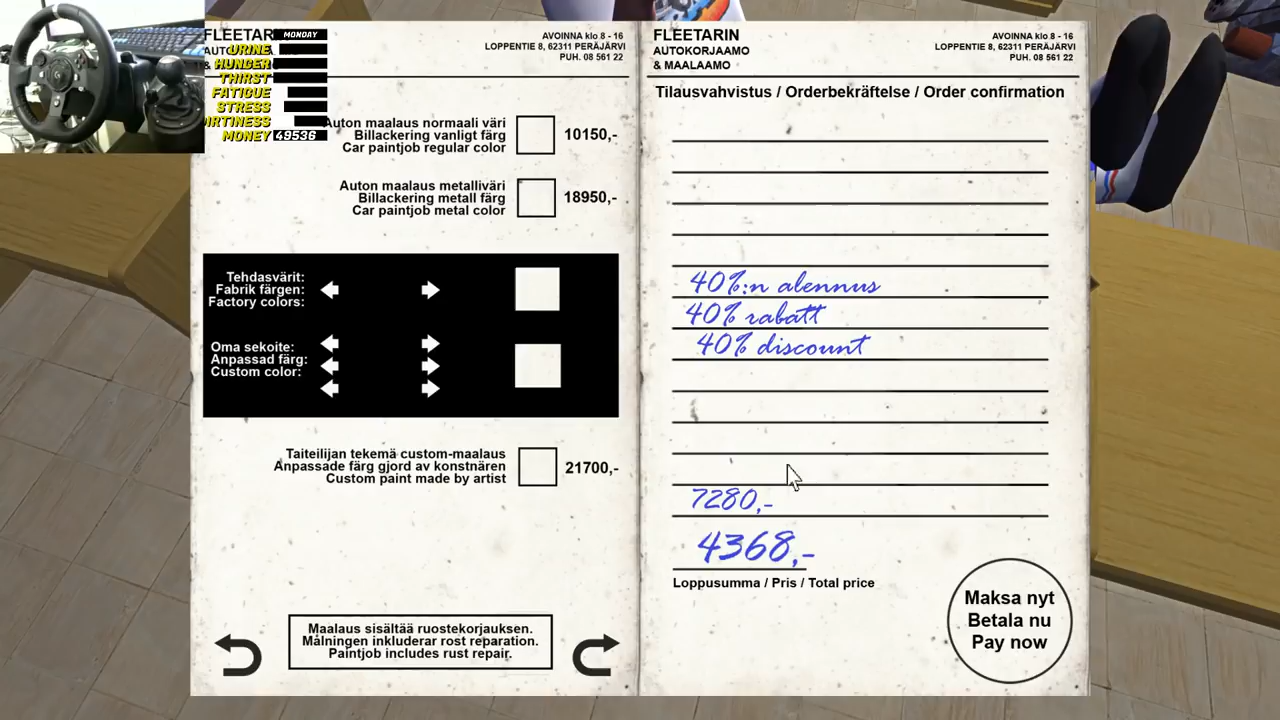 FLEETARIN
MONDAY
URINE
HUNGER
THIRST
FATIGUE
STRESS
DIRTINESS
MONEY 49536
AVOINNA klo 8 - 16
LOPPENTIE 8, 62311 PERÄJÄRVI
PUH. 08 561 22
Auton maalaus normaali väri
Billackering vanligt färg
Car paintjob regular color
10150,-
Auton maalaus metalliväri
Billackering metall färg
Car paintjob metal color
18950,-
Tehdasvärit:
Fabrik färgen:
Factory colors:
Oma sekoite:
Anpassad färg:
Custom color:
Taiteilijan tekemä custom-maalaus
Anpassade färg gjord av konstnären
Custom paint made by artist
21700,-
Maalaus sisältää ruostekorjauksen.
Målningen inkluderar rost reparation.
Paintjob includes rust repair.
FLEETARIN
AUTOKORJAAMO
& MAALAAMO
AVOINNA klo 8 - 16
LOPPENTIE 8, 62311 PERÄJÄRVI
PUH. 08 561 22
Tilausvahvistus / Orderbekräftelse / Order confirmation
40%:n alennus
40% rabatt
40% discount
7280,-
4368,-
Loppusumma / Pris / Total price
Maksa nyt
Betala nu
Pay now